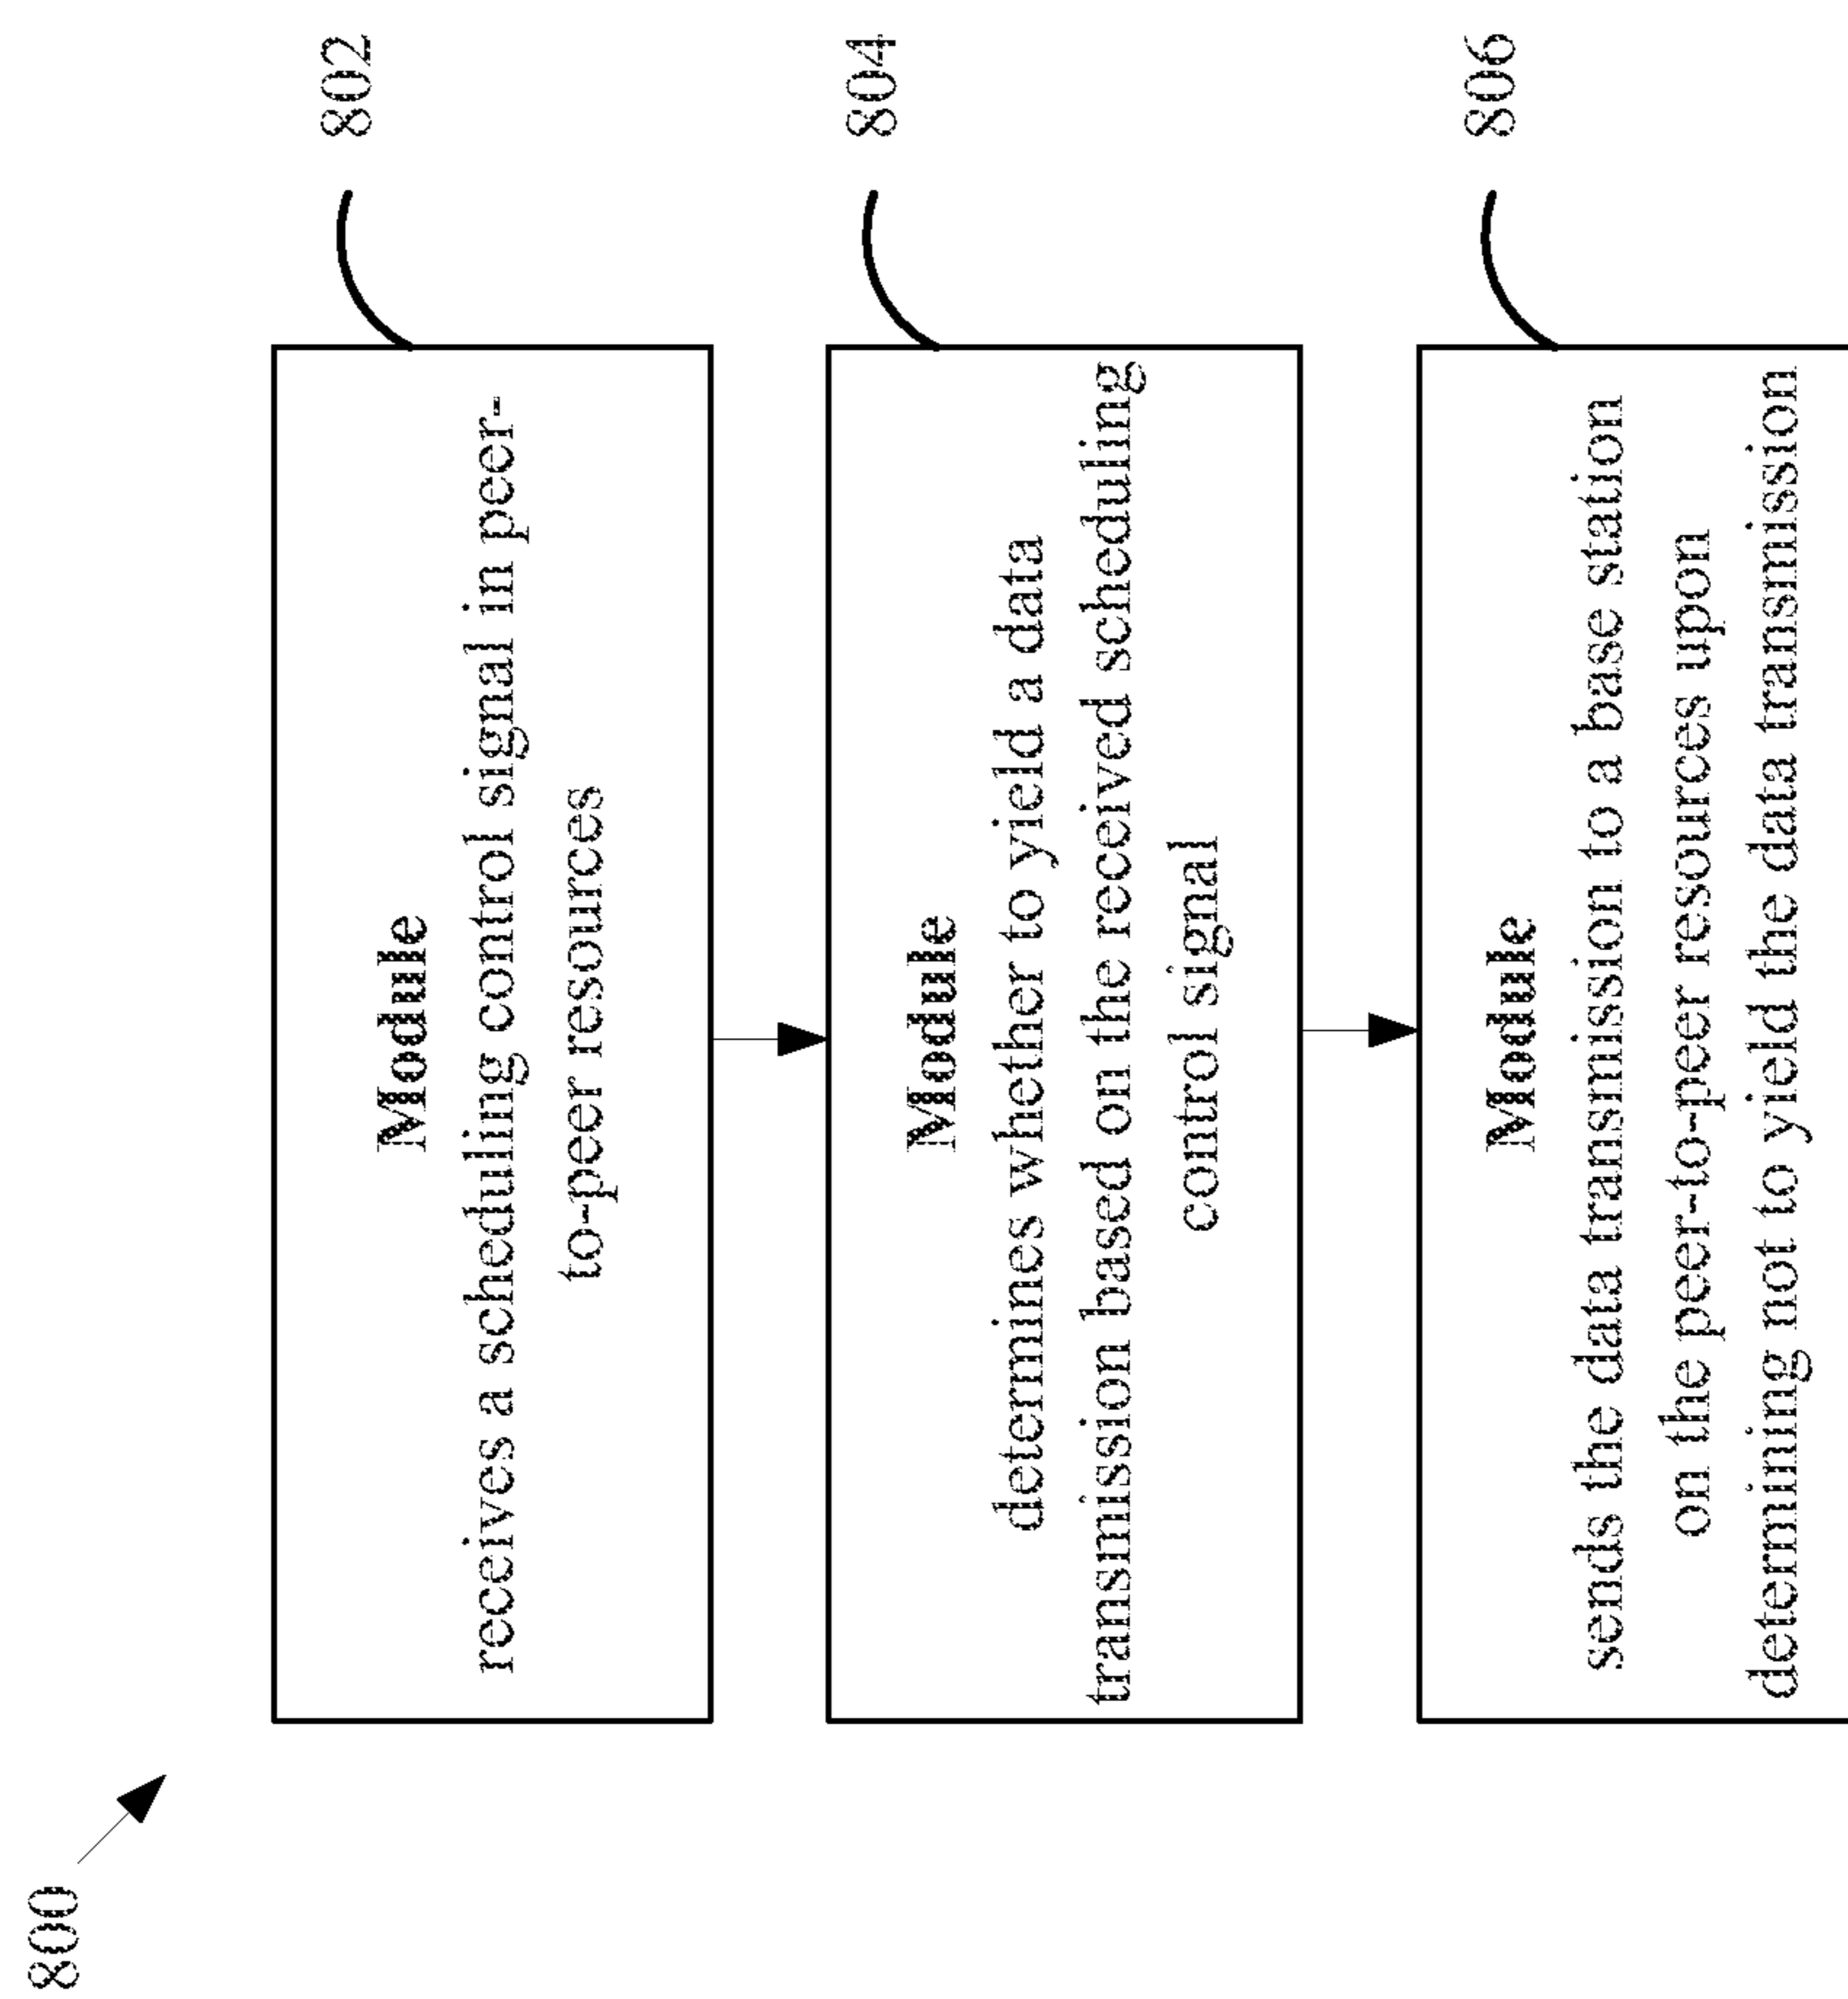 800
802
Module
receives a scheduling control signal in peer-
to-peer resources
804
Module
determines whether to yield a data
transmission based on the received scheduling
control signal
806
Module
sends the data transmission to a base station
on the peer-to-peer resources upon
determining not to yield the data transmission